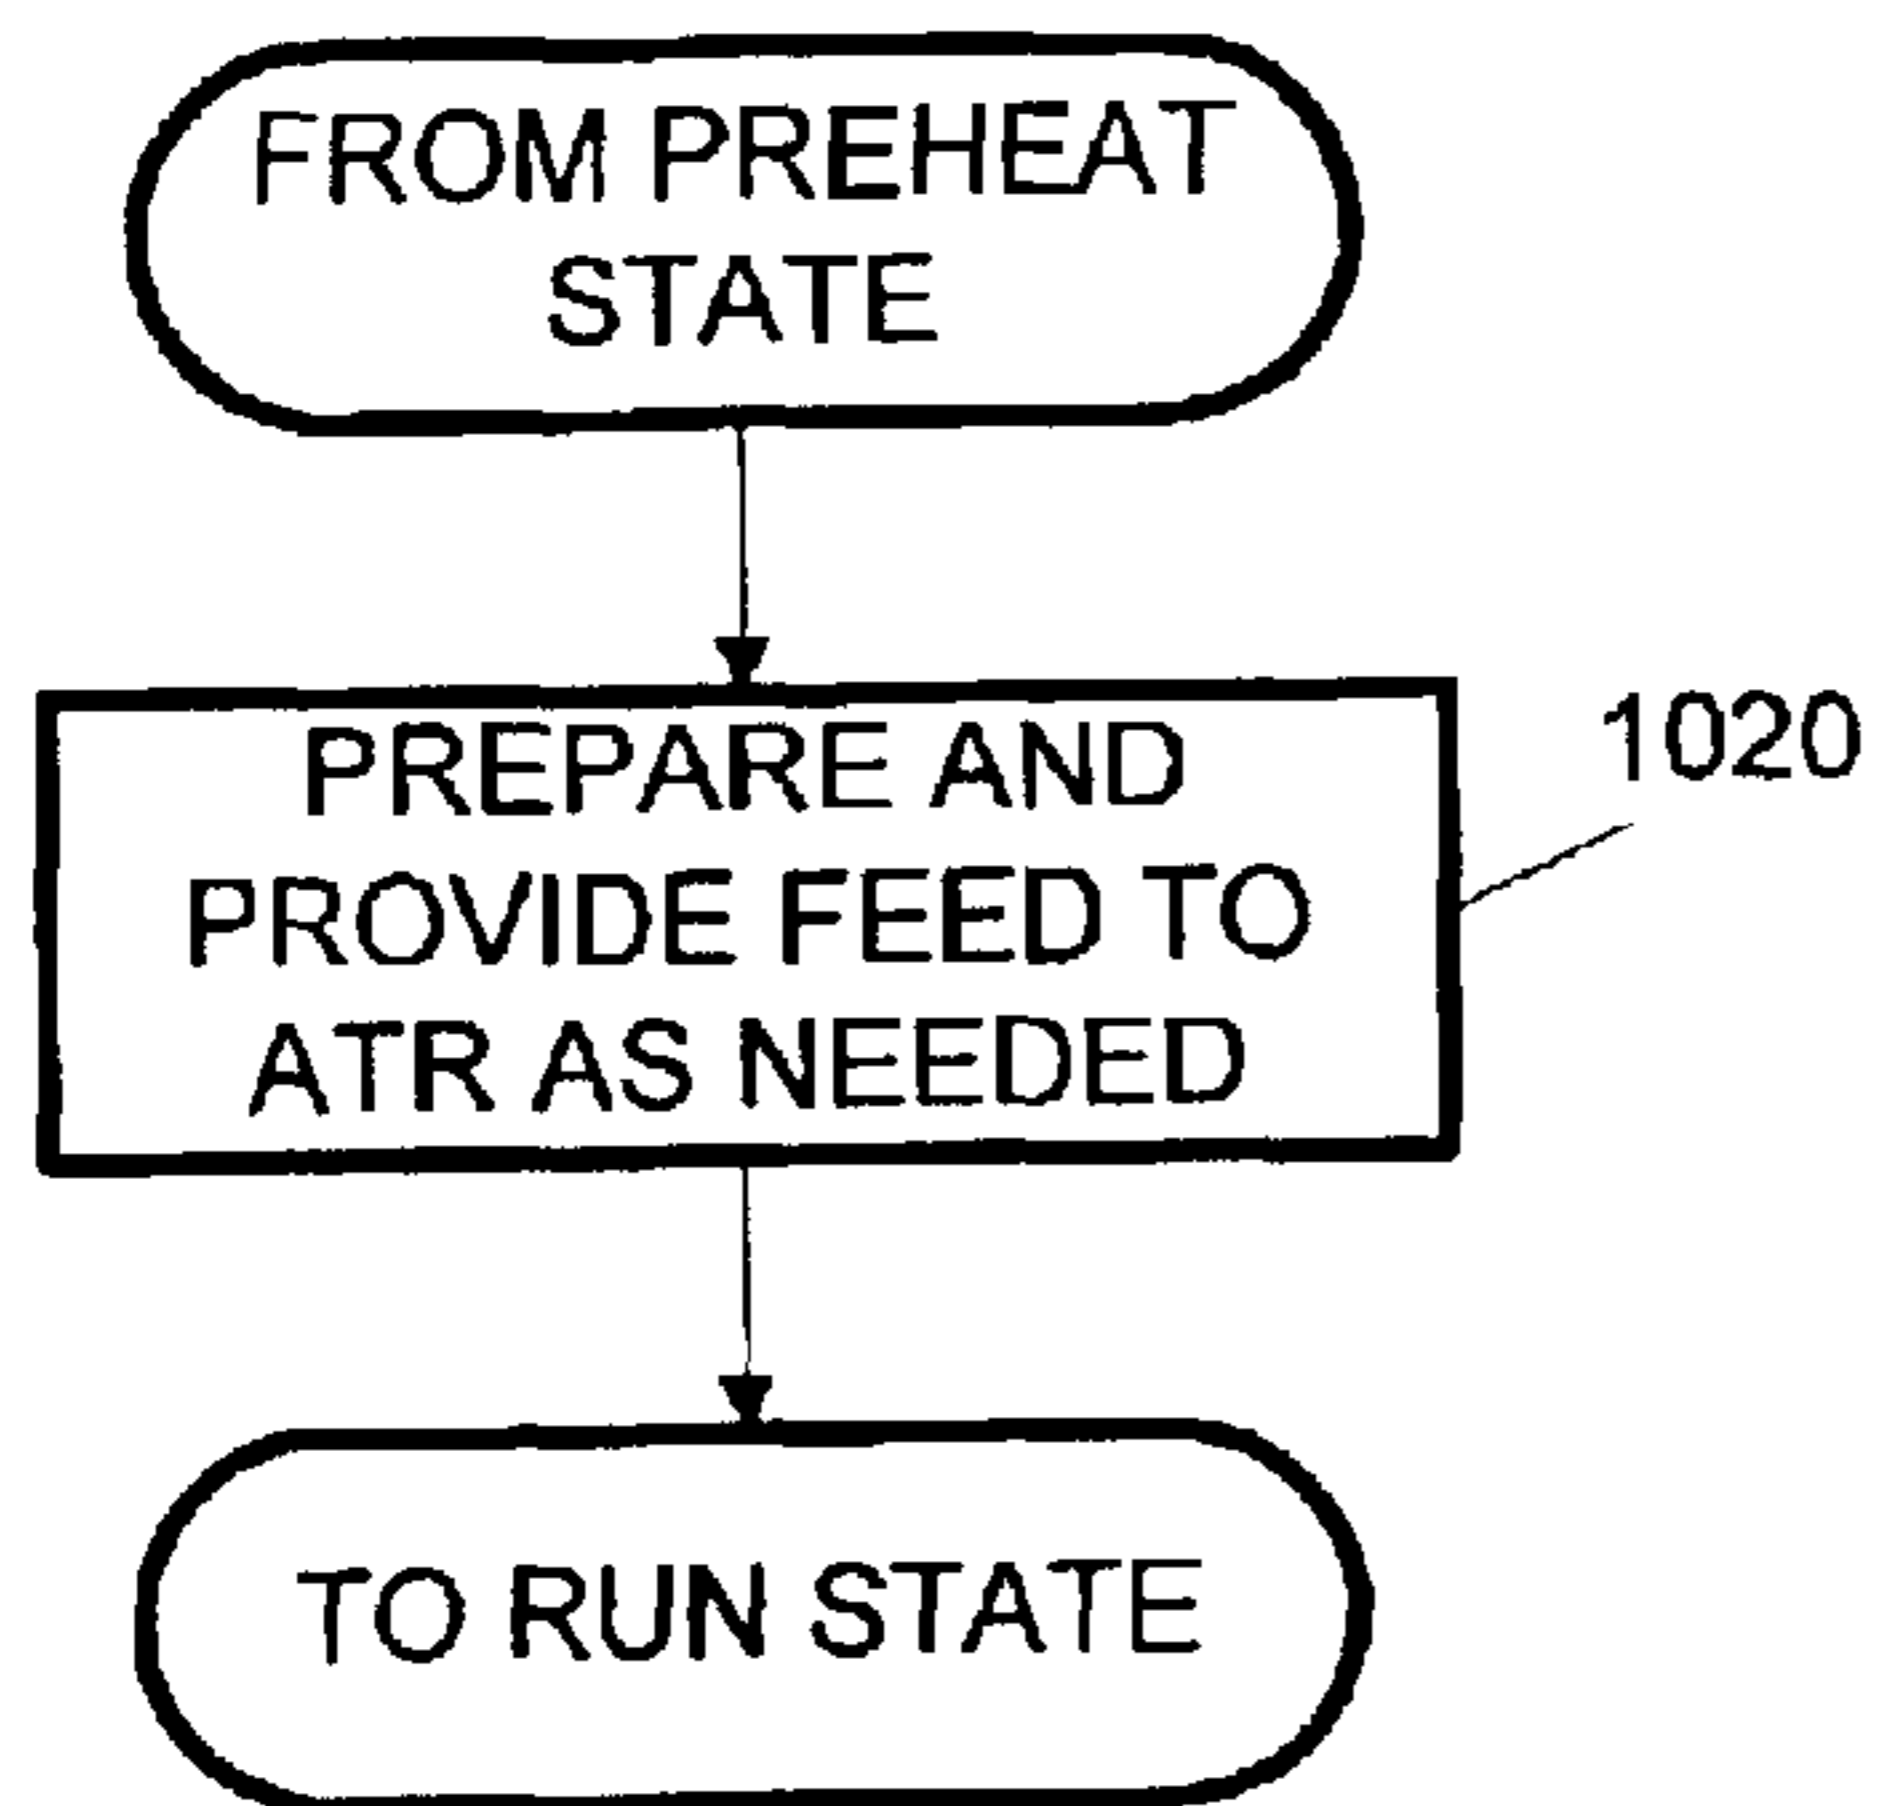 FROM PREHEAT
STATE
PREPARE AND
PROVIDE FEED TO
ATR AS NEEDED
1020
TO RUN STATE